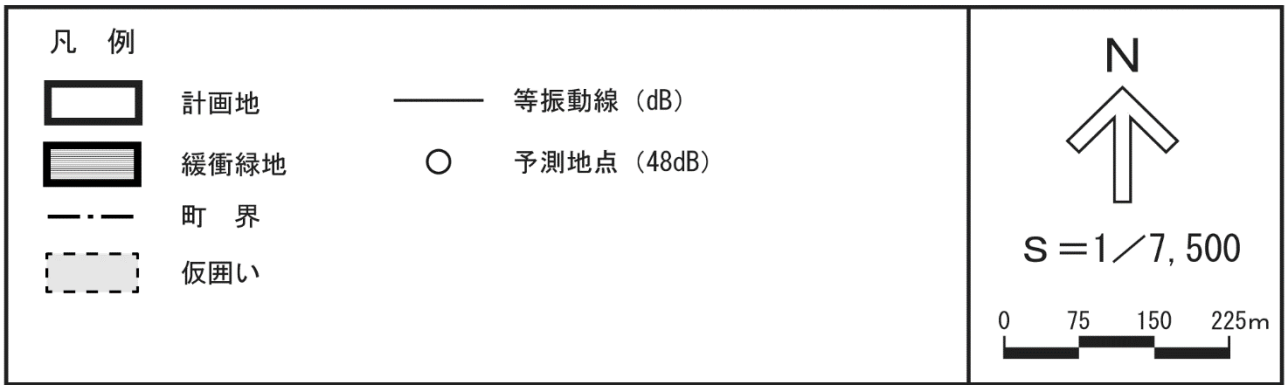 凡 例
計画地
緩衝緑地
町 界
仮囲い
等振動線 (dB)
予測地点 (48dB)
N
S=1/7,500
0 75 150 225m